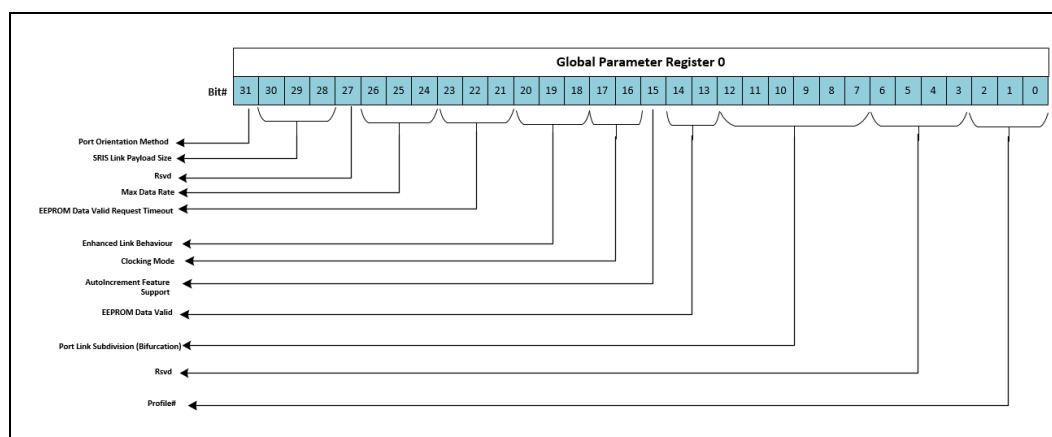 Global Parameter Register 0
Bit# 31 30 29 28 27 26 25 24 23 22 21 20 19 18 17 16 15 14 13 12 11 10 9 8 7 6 5 4 3 2 1 0
Port Orientation Method
SRIS Link Payload Size
Rsvd
Max Data Rate
EEPROM Data Valid Request Timeout
Enhanced Link Behaviour
Clocking Mode
AutoIncrement Feature
Support
EEPROM Data Valid
Port Link Subdivision (Bifurcation)
Rsvd
Profile#